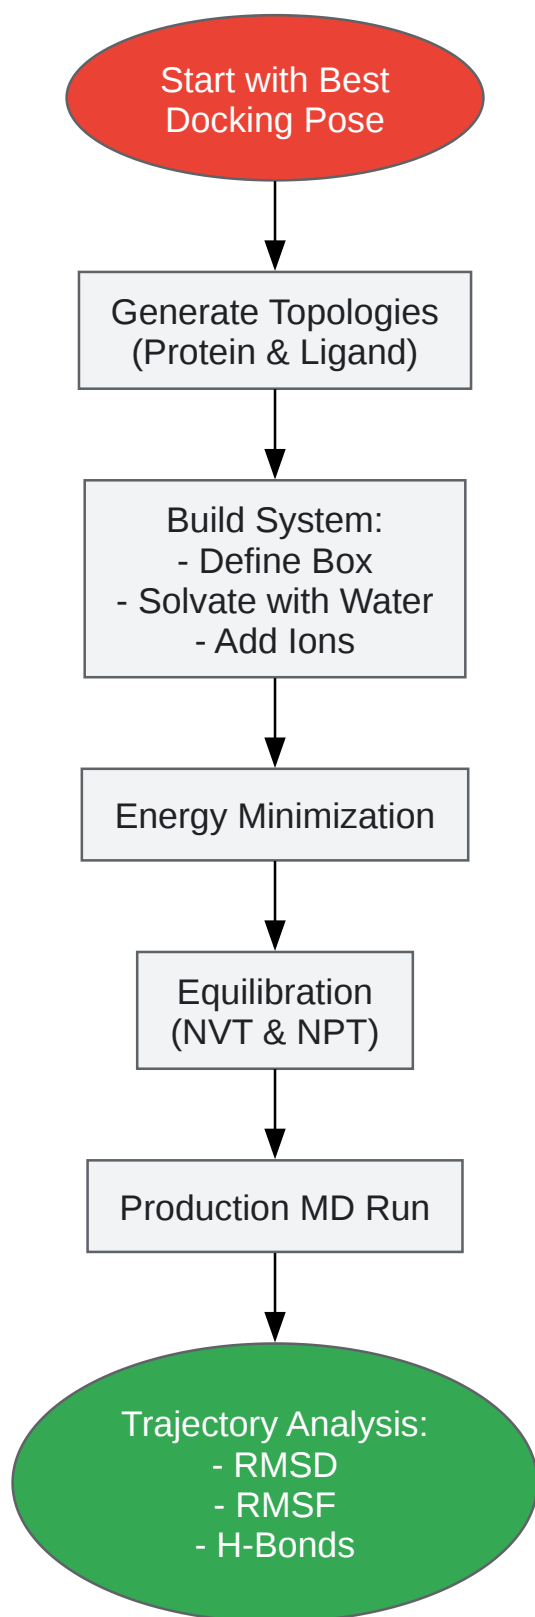 Start with Best
Docking Pose
Generate Topologies
(Protein & Ligand)
Build System:
- Define Box
- Solvate with Water
- Add Ions
Energy Minimization
Equilibration
(NVT & NPT)
Production MD Run
Trajectory Analysis:
- RMSD
- RMSF
- H-Bonds